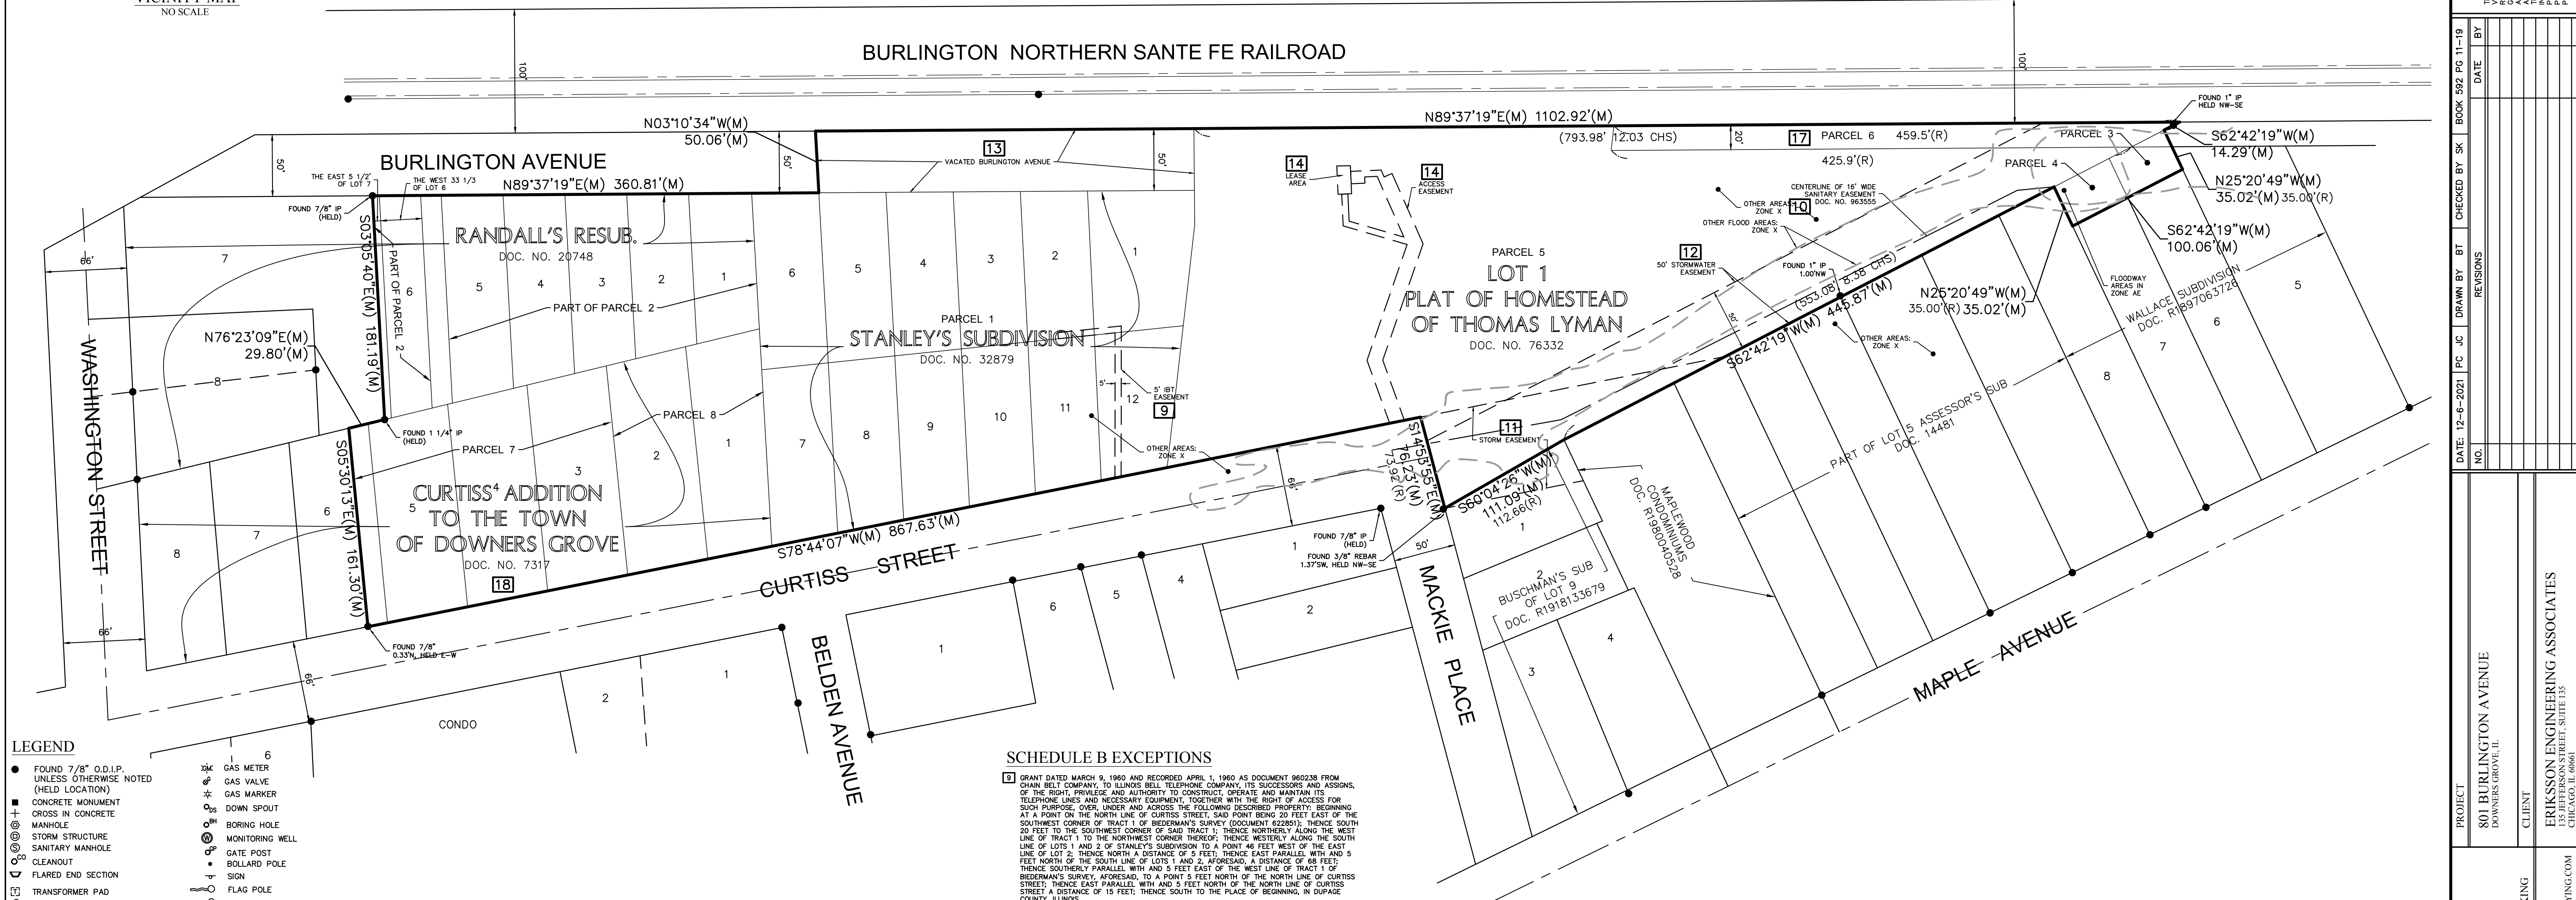 VICINITY MAP
NO SCALE
BURLINGTON NORTHERN SANTE FE RAILROAD
100'
100'
N03°10'34"W(M)
50.06'(M)
N89°37'19"E(M) 1102.92'(M)
(793.98' 12.03 CHS)
20'
17 PARCEL 6 459.5'(R)
425.9'(R)
PARCEL 3
PARCEL 4
FOUND 1" IP
HELD NW-SE
S62°42'19"W(M)
14.29'(M)
N25°20'49"W(M)
35.02'(M) 35.00'(R)
S62°42'19"W(M)
100.06'(M)
50'
BURLINGTON AVENUE
N89°37'19"E(M) 360.81'(M)
50'
13
VACATED BURLINGTON AVENUE
50'
THE EAST 5 1/2'
OF LOT 7
THE WEST 33 1/3
OF LOT 6
FOUND 7/8" IP
(HELD)
14
LEASE
AREA
14
ACCESS
EASEMENT
CENTERLINE OF 16' WIDE
SANITARY EASEMENT
DOC. NO. 963555
OTHER AREAS:
ZONE X
10
OTHER FLOOD AREAS:
ZONE X
12
50' STORMWATER
EASEMENT
FOUND 1" IP
1.00'NW
50'
(553.08' 8.38 CHS)
S62°42'19"W(M) 445.87'(M)
N25°20'49"W(M)
35.00'(R) 35.02'(M)
FLOODWAY
AREAS IN
ZONE AE
OTHER AREAS:
ZONE X
WALLACE SUBDIVISION
DOC. R1897063726
5
6
7
8
PART OF LOT 5 ASSESSOR'S SUB
DOC. 14481
66'
WASHINGTON STREET
66'
7
8
S03°05'40"E(M) 181.19'(M)
PART OF PARCEL 2
RANDALL'S RESUB.
DOC. NO. 20748
6
5
4
3
2
1
PART OF PARCEL 2
6
5
4
3
2
1
PARCEL 1
STANLEY'S SUBDIVISION
DOC. NO. 32879
7
8
9
10
11
12
5'
5' IBT
EASEMENT
9
OTHER AREAS:
ZONE X
PARCEL 5
LOT 1
PLAT OF HOMESTEAD
OF THOMAS LYMAN
DOC. NO. 76332
N76°23'09"E(M)
29.80'(M)
FOUND 1 1/4" IP
(HELD)
PARCEL 7
PARCEL 8
S05°30'13"E(M) 161.30'(M)
8
7
6
5
4
3
2
1
CURTISS ADDITION
TO THE TOWN
OF DOWNERS GROVE
DOC. NO. 7317
18
S78°44'07"W(M) 867.63'(M)
CURTISS STREET
66'
66'
FOUND 7/8"
0.33'N, HELD E-W
S14°53'55"E(M)
76.23'(M)
73.92'(R)
11
STORM EASEMENT
S60°04'26"W(M)
111.09'(M)
112.66(R)
FOUND 7/8" IP
(HELD)
FOUND 3/8" REBAR
1.37'SW, HELD NW-SE
50'
MACKIE PLACE
1
2
BUSCHMAN'S SUB
OF LOT 9
DOC. R1918133679
3
4
MAPLEWOOD
CONDOMINIUMS
DOC. R1980040528
MAPLE AVENUE
BELDEN AVENUE
CONDO
6
2
1
1
6
5
4
1
2
LEGEND
FOUND 7/8" O.D.I.P.
UNLESS OTHERWISE NOTED
(HELD LOCATION)
CONCRETE MONUMENT
CROSS IN CONCRETE
MANHOLE
STORM STRUCTURE
SANITARY MANHOLE
CO CLEANOUT
FLARED END SECTION
TRANSFORMER PAD
GAS METER
GAS VALVE
GAS MARKER
DS DOWN SPOUT
BH BORING HOLE
W MONITORING WELL
GP GATE POST
BOLLARD POLE
SIGN
FLAG POLE
SCHEDULE B EXCEPTIONS
9 GRANT DATED MARCH 9, 1960 AND RECORDED APRIL 1, 1960 AS DOCUMENT 960238 FROM
CHAIN BELT COMPANY, TO ILLINOIS BELL TELEPHONE COMPANY, ITS SUCCESSORS AND ASSIGNS,
OF THE RIGHT, PRIVILEGE AND AUTHORITY TO CONSTRUCT, OPERATE AND MAINTAIN ITS
TELEPHONE LINES AND NECESSARY EQUIPMENT, TOGETHER WITH THE RIGHT OF ACCESS FOR
SUCH PURPOSE, OVER, UNDER AND ACROSS THE FOLLOWING DESCRIBED PROPERTY: BEGINNING
AT A POINT ON THE NORTH LINE OF CURTISS STREET, SAID POINT BEING 20 FEET EAST OF THE
SOUTHWEST CORNER OF TRACT 1 OF BIEDERMAN'S SURVEY (DOCUMENT 622851); THENCE SOUTH
20 FEET TO THE SOUTHWEST CORNER OF SAID TRACT 1; THENCE NORTHERLY ALONG THE WEST
LINE OF TRACT 1 TO THE NORTHWEST CORNER THEREOF; THENCE WESTERLY ALONG THE SOUTH
LINE OF LOTS 1 AND 2 OF STANLEY'S SUBDIVISION TO A POINT 46 FEET WEST OF THE EAST
LINE OF LOT 2; THENCE NORTH A DISTANCE OF 5 FEET; THENCE EAST PARALLEL WITH AND 5
FEET NORTH OF THE SOUTH LINE OF LOTS 1 AND 2, AFORESAID, A DISTANCE OF 68 FEET;
THENCE SOUTHERLY PARALLEL WITH AND 5 FEET EAST OF THE WEST LINE OF TRACT 1 OF
BIEDERMAN'S SURVEY, AFORESAID, TO A POINT 5 FEET NORTH OF THE NORTH LINE OF CURTISS
STREET; THENCE EAST PARALLEL WITH AND 5 FEET NORTH OF THE NORTH LINE OF CURTISS
STREET A DISTANCE OF 15 FEET; THENCE SOUTH TO THE PLACE OF BEGINNING, IN DUPAGE
COUNTY, ILLINOIS.
DATE: 12-6-2021 PC JC DRAWN BY BT CHECKED BY SK BOOK 592 PG 11-19
NO. REVISIONS DATE BY
PROJECT
801 BURLINGTON AVENUE
DOWNERS GROVE, IL
CLIENT
ERIKSSON ENGINEERING ASSOCIATES
135 JEFFERSON STREET, SUITE 135
CHICAGO, IL 60661